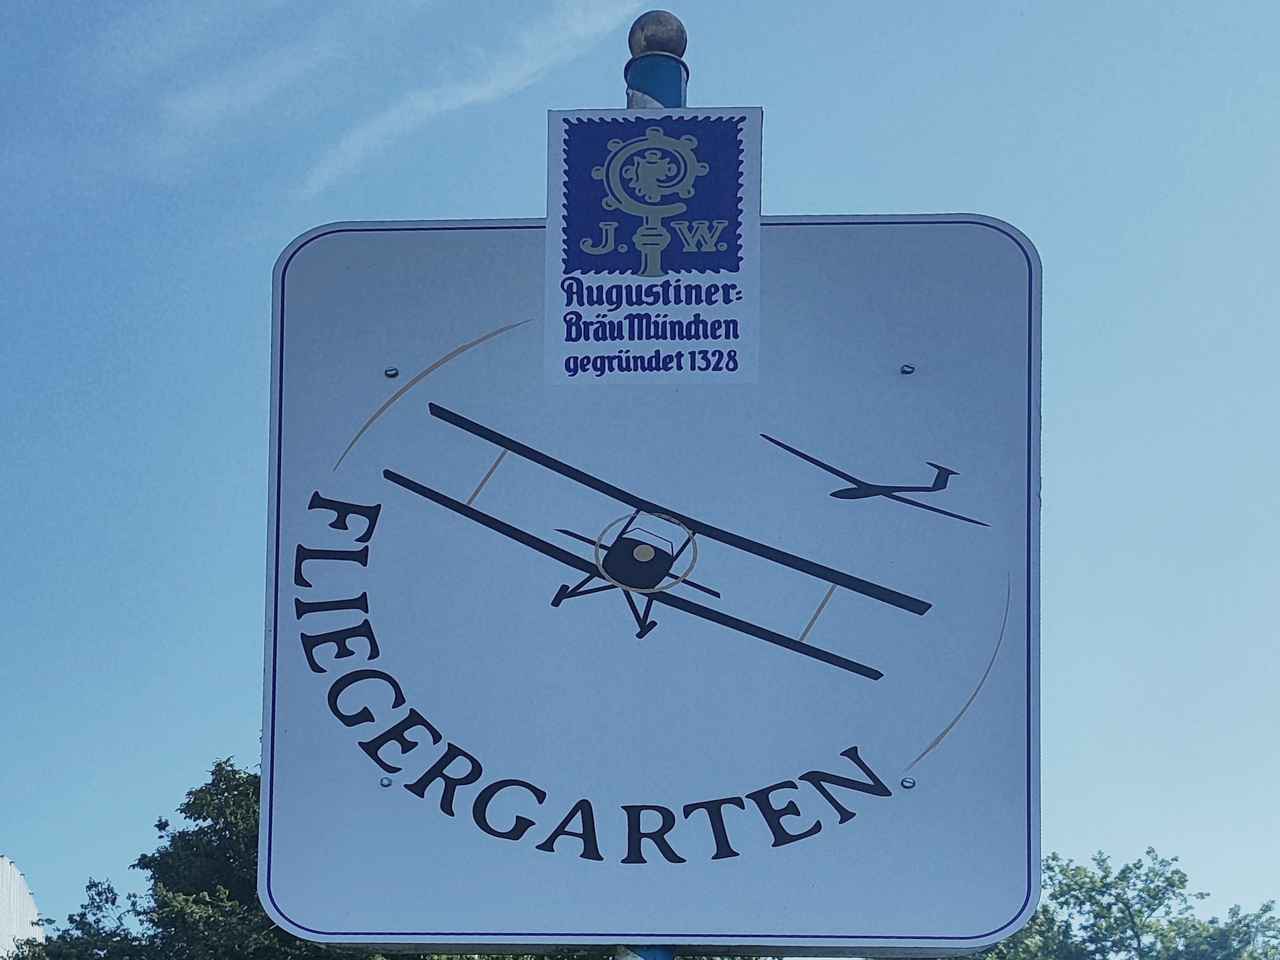 J. W.
Augustiner-
Bräu München
gegründet 1328
FLIEGERGARTEN